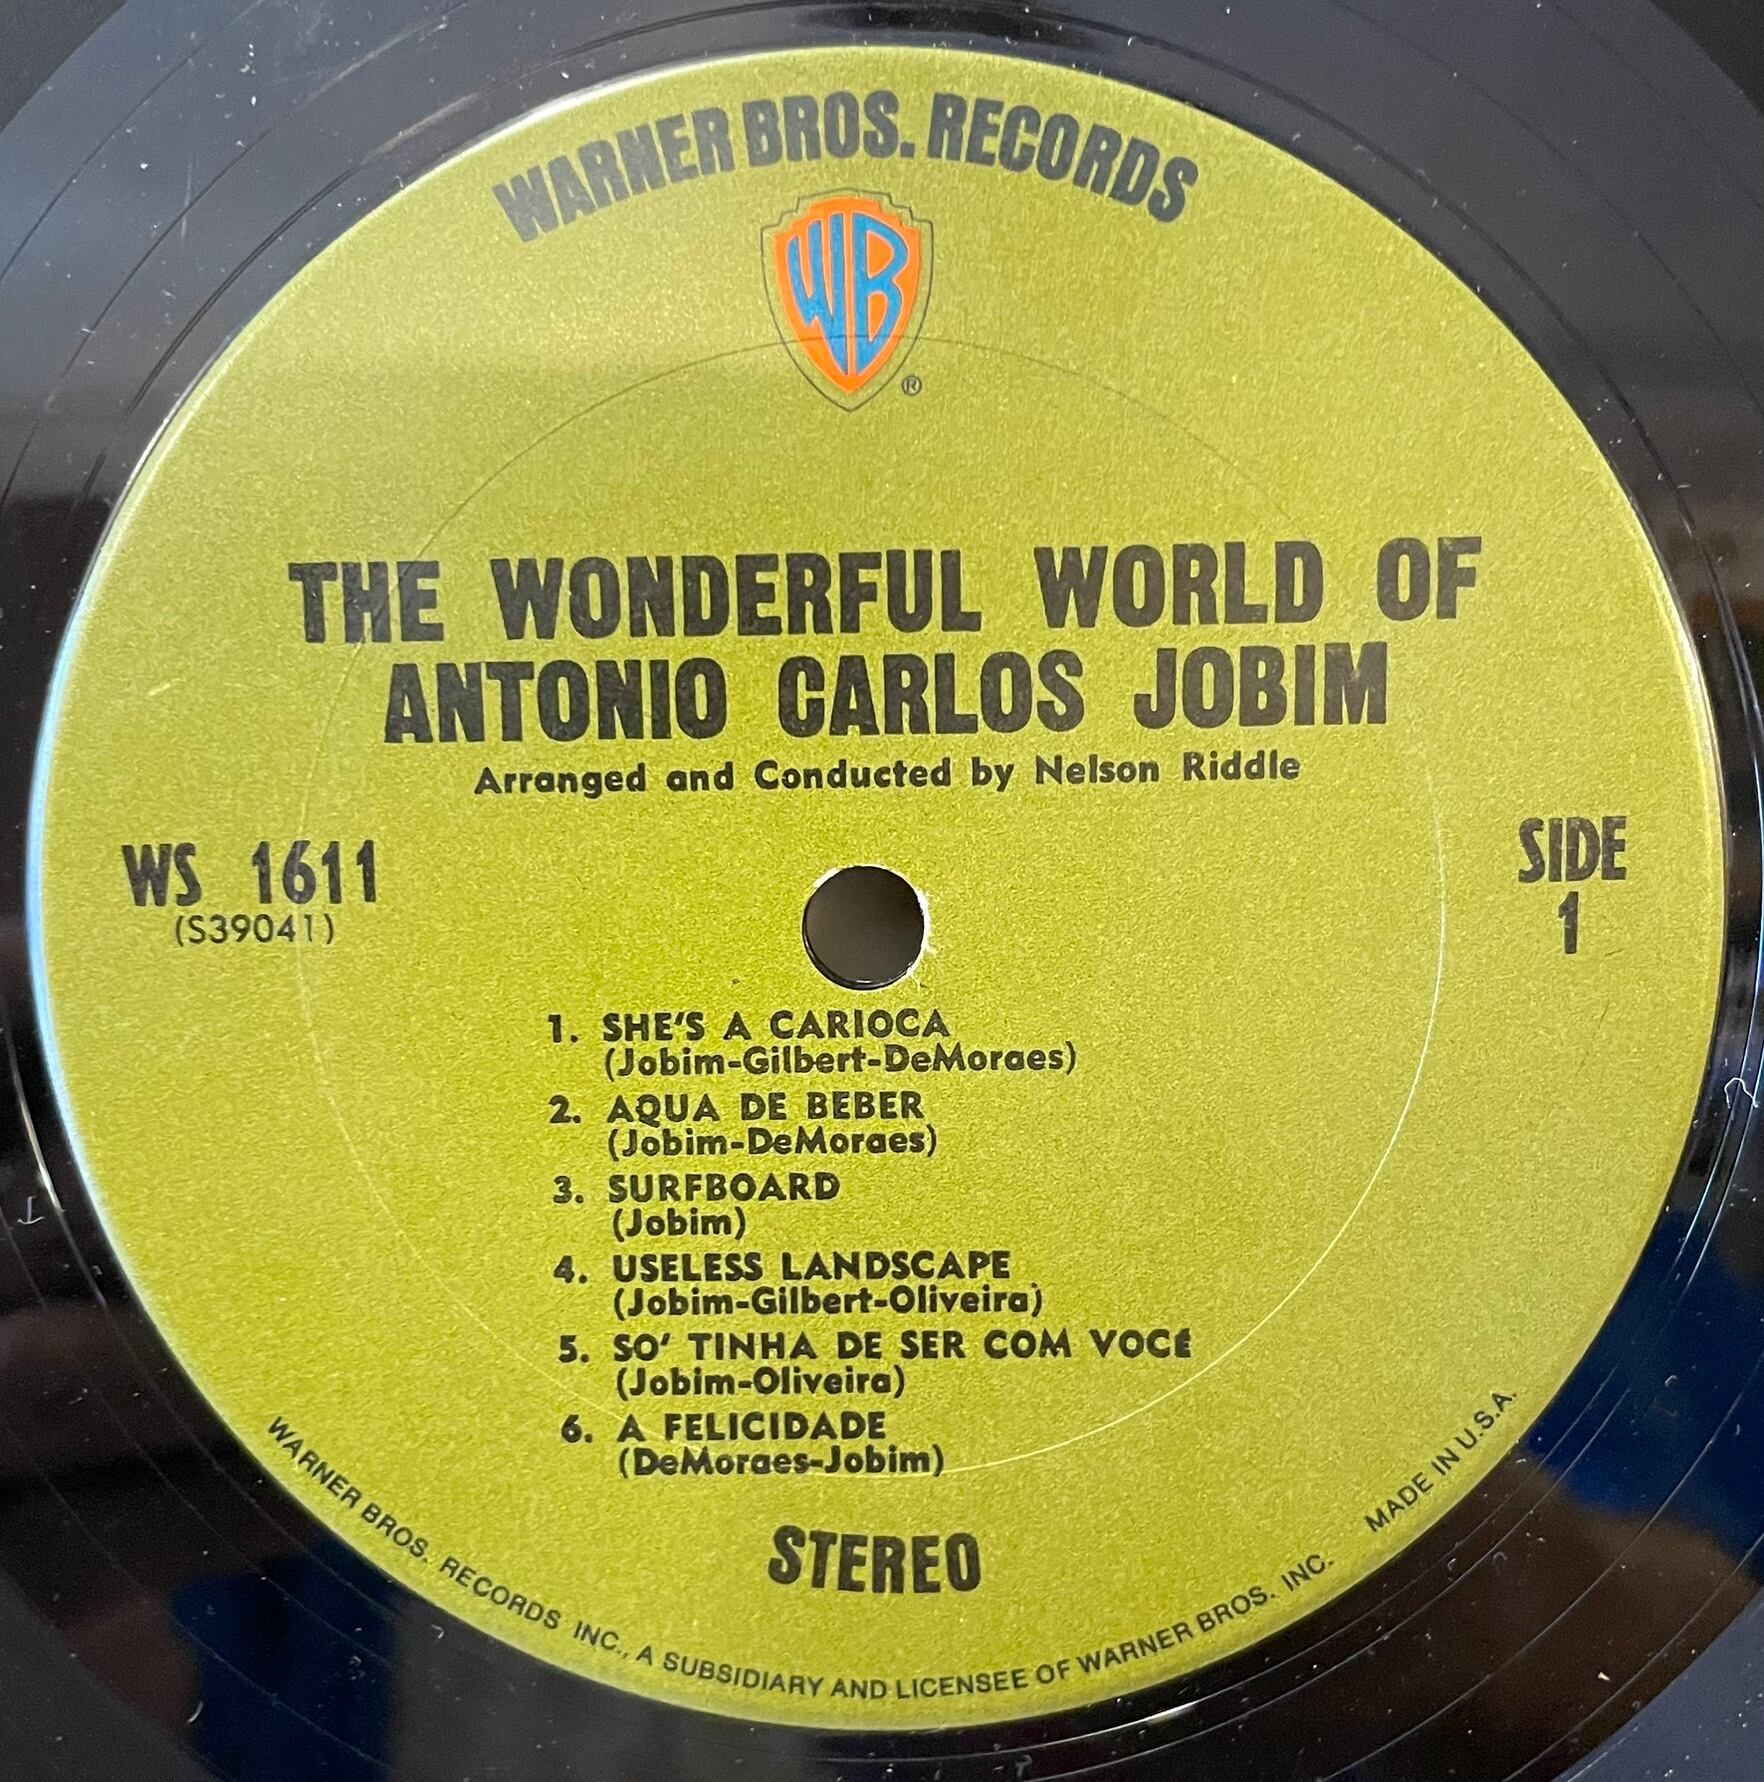 WARNER BROS. RECORDS
WB
®
THE WONDERFUL WORLD OF
ANTONIO CARLOS JOBIM
Arranged and Conducted by Nelson Riddle
WS 1611
(S39041)
SIDE
1
1. SHE'S A CARIOCA
(Jobim-Gilbert-DeMoraes)
2. AQUA DE BEBER
(Jobim-DeMoraes)
3. SURFBOARD
(Jobim)
4. USELESS LANDSCAPE
(Jobim-Gilbert-Oliveira)
5. SO' TINHA DE SER COM VOCÉ
(Jobim-Oliveira)
6. A FELICIDADE
(DeMoraes-Jobim)
STEREO
WARNER BROS. RECORDS INC., A SUBSIDIARY AND LICENSEE OF WARNER BROS. INC. MADE IN U.S.A.